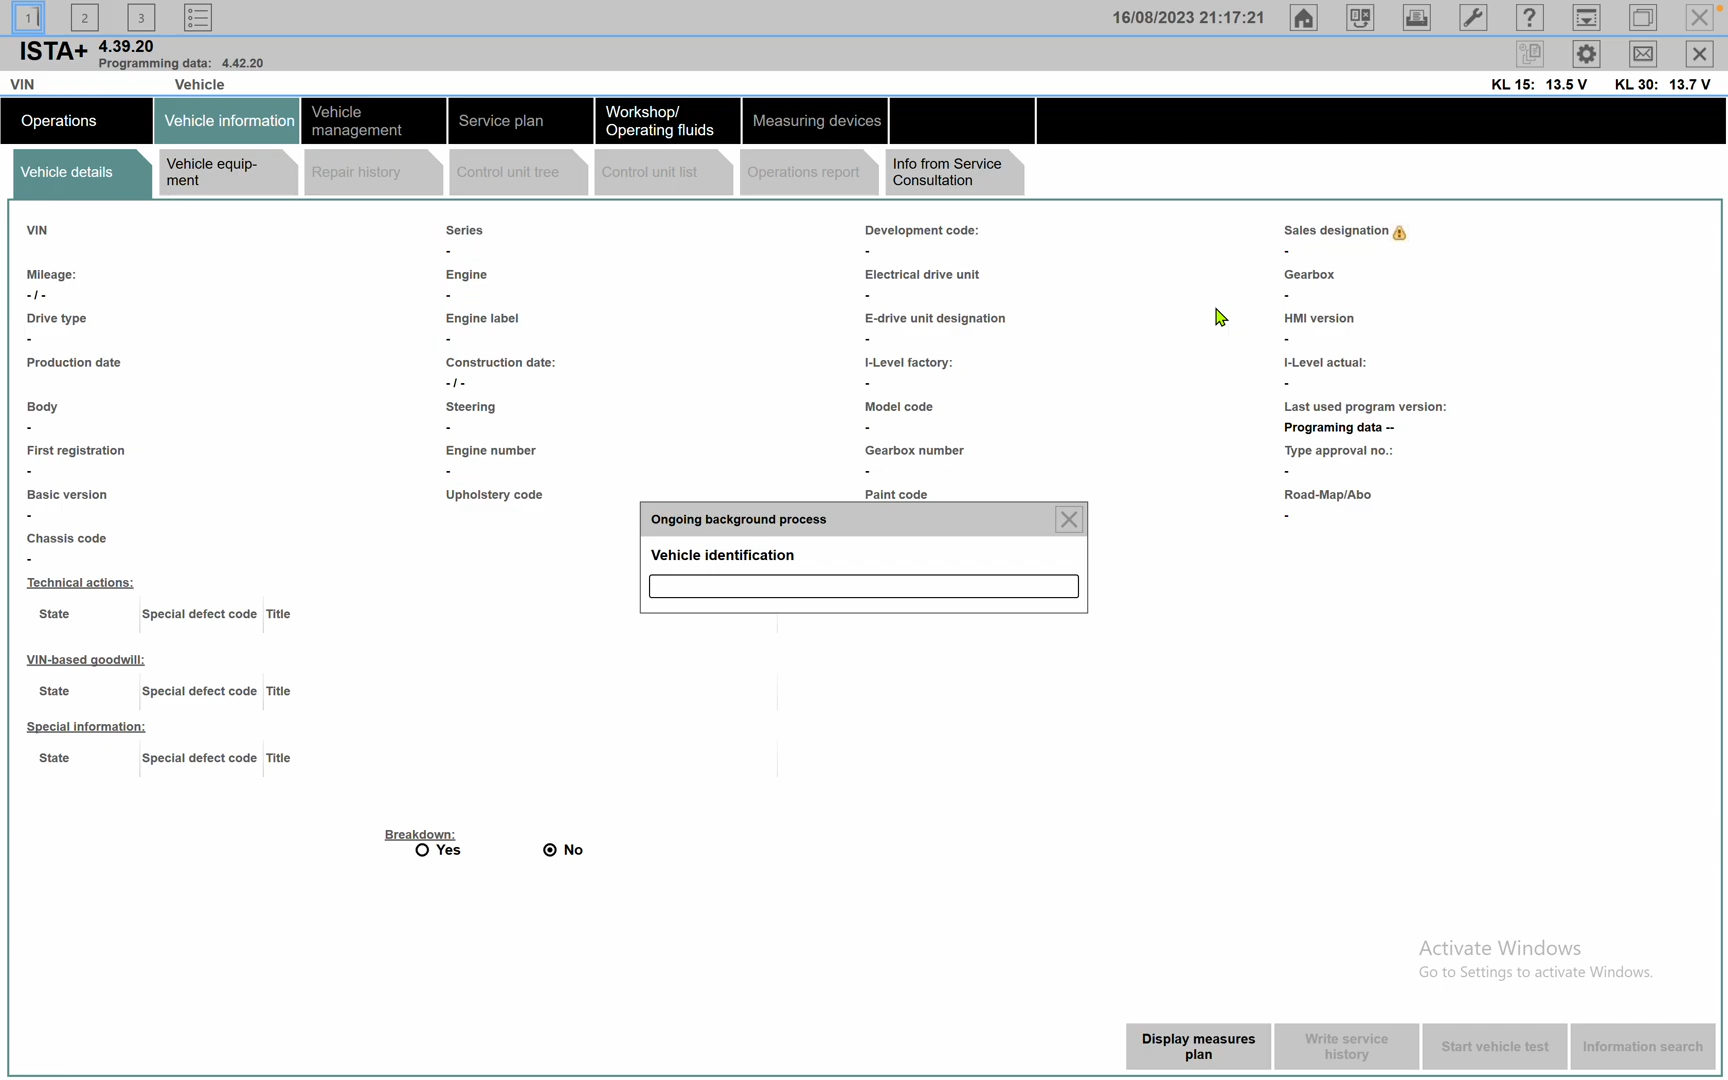 1 2 3 16/08/2023 21:17:21 ?
ISTA+ 4.39.20
Programming data: 4.42.20
VIN Vehicle KL 15: 13.5 V KL 30: 13.7 V
Operations Vehicle information Vehicle management Service plan Workshop/ Operating fluids Measuring devices
Vehicle details Vehicle equip- ment Repair history Control unit tree Control unit list Operations report Info from Service Consultation
VIN Series Development code: Sales designation
- - -
Mileage: Engine Electrical drive unit Gearbox
- / - - - -
Drive type Engine label E-drive unit designation HMI version
- - - -
Production date Construction date: I-Level factory: I-Level actual:
- / - - -
Body Steering Model code Last used program version:
- - - Programing data --
First registration Engine number Gearbox number Type approval no.:
- - - -
Basic version Upholstery code Paint code Road-Map/Abo
- -
Chassis code
-
Ongoing background process
Vehicle identification
Technical actions:
State Special defect code Title
VIN-based goodwill:
State Special defect code Title
Special information:
State Special defect code Title
Breakdown:
Yes No
Activate Windows
Go to Settings to activate Windows.
Display measures plan Write service history Start vehicle test Information search